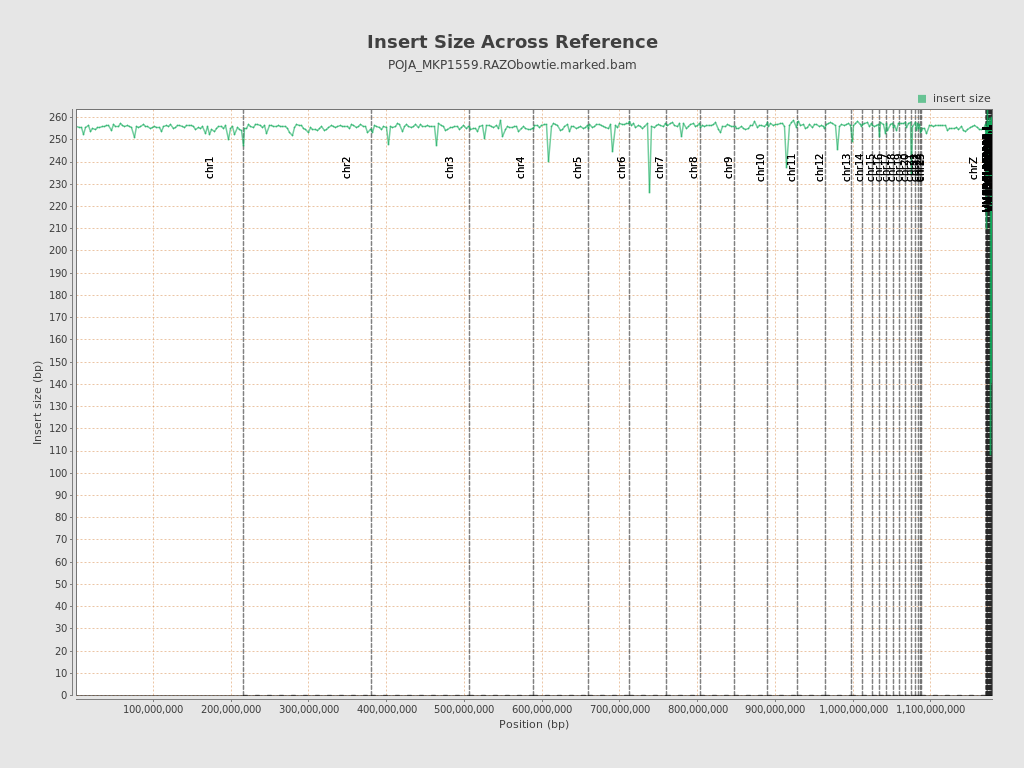 Insert Size Across Reference
POJA_MKP1559.RAZObowtie.marked.bam
insert size
260
250
240
230
220
210
200
190
180
170
160
150
140
130
120
110
100
90
80
70
60
50
40
30
20
10
0
Insert size (bp)
chr1
chr2
chr3
chr4
chr5
chr6
chr7
chr8
chr9
chr10
chr11
chr12
chr13
chr14
chr15
chr16
chrZ
100,000,000
200,000,000
300,000,000
400,000,000
500,000,000
600,000,000
700,000,000
800,000,000
900,000,000
1,000,000,000
1,100,000,000
Position (bp)